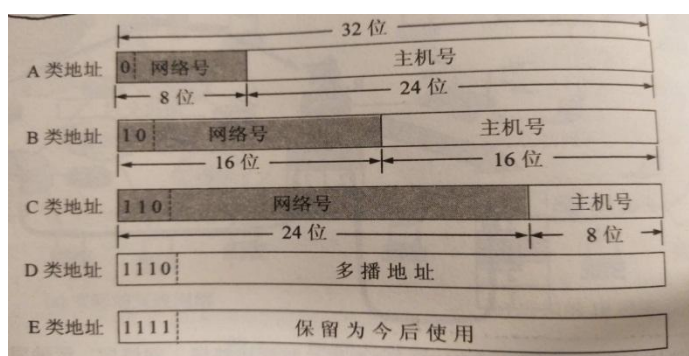 32 位
A 类地址 0 网络号 主机号
8 位 24 位
B 类地址 10 网络号 主机号
16 位 16 位
C 类地址 110 网络号 主机号
24 位 8 位
D 类地址 1110 多播地址
E 类地址 1111 保留为今后使用